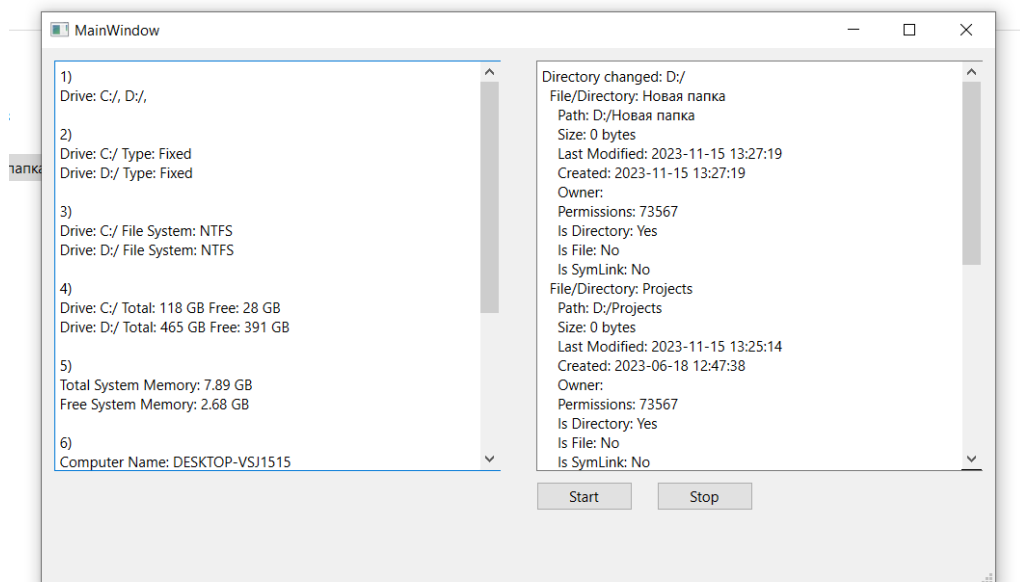 MainWindow
1)
Drive: C:/, D:/,
2)
Drive: C:/ Type: Fixed
Drive: D:/ Type: Fixed
3)
Drive: C:/ File System: NTFS
Drive: D:/ File System: NTFS
4)
Drive: C:/ Total: 118 GB Free: 28 GB
Drive: D:/ Total: 465 GB Free: 391 GB
5)
Total System Memory: 7.89 GB
Free System Memory: 2.68 GB
6)
Computer Name: DESKTOP-VSJ1515
Directory changed: D:/
File/Directory: Новая папка
Path: D:/Новая папка
Size: 0 bytes
Last Modified: 2023-11-15 13:27:19
Created: 2023-11-15 13:27:19
Owner:
Permissions: 73567
Is Directory: Yes
Is File: No
Is SymLink: No
File/Directory: Projects
Path: D:/Projects
Size: 0 bytes
Last Modified: 2023-11-15 13:25:14
Created: 2023-06-18 12:47:38
Owner:
Permissions: 73567
Is Directory: Yes
Is File: No
Is SymLink: No
Start
Stop